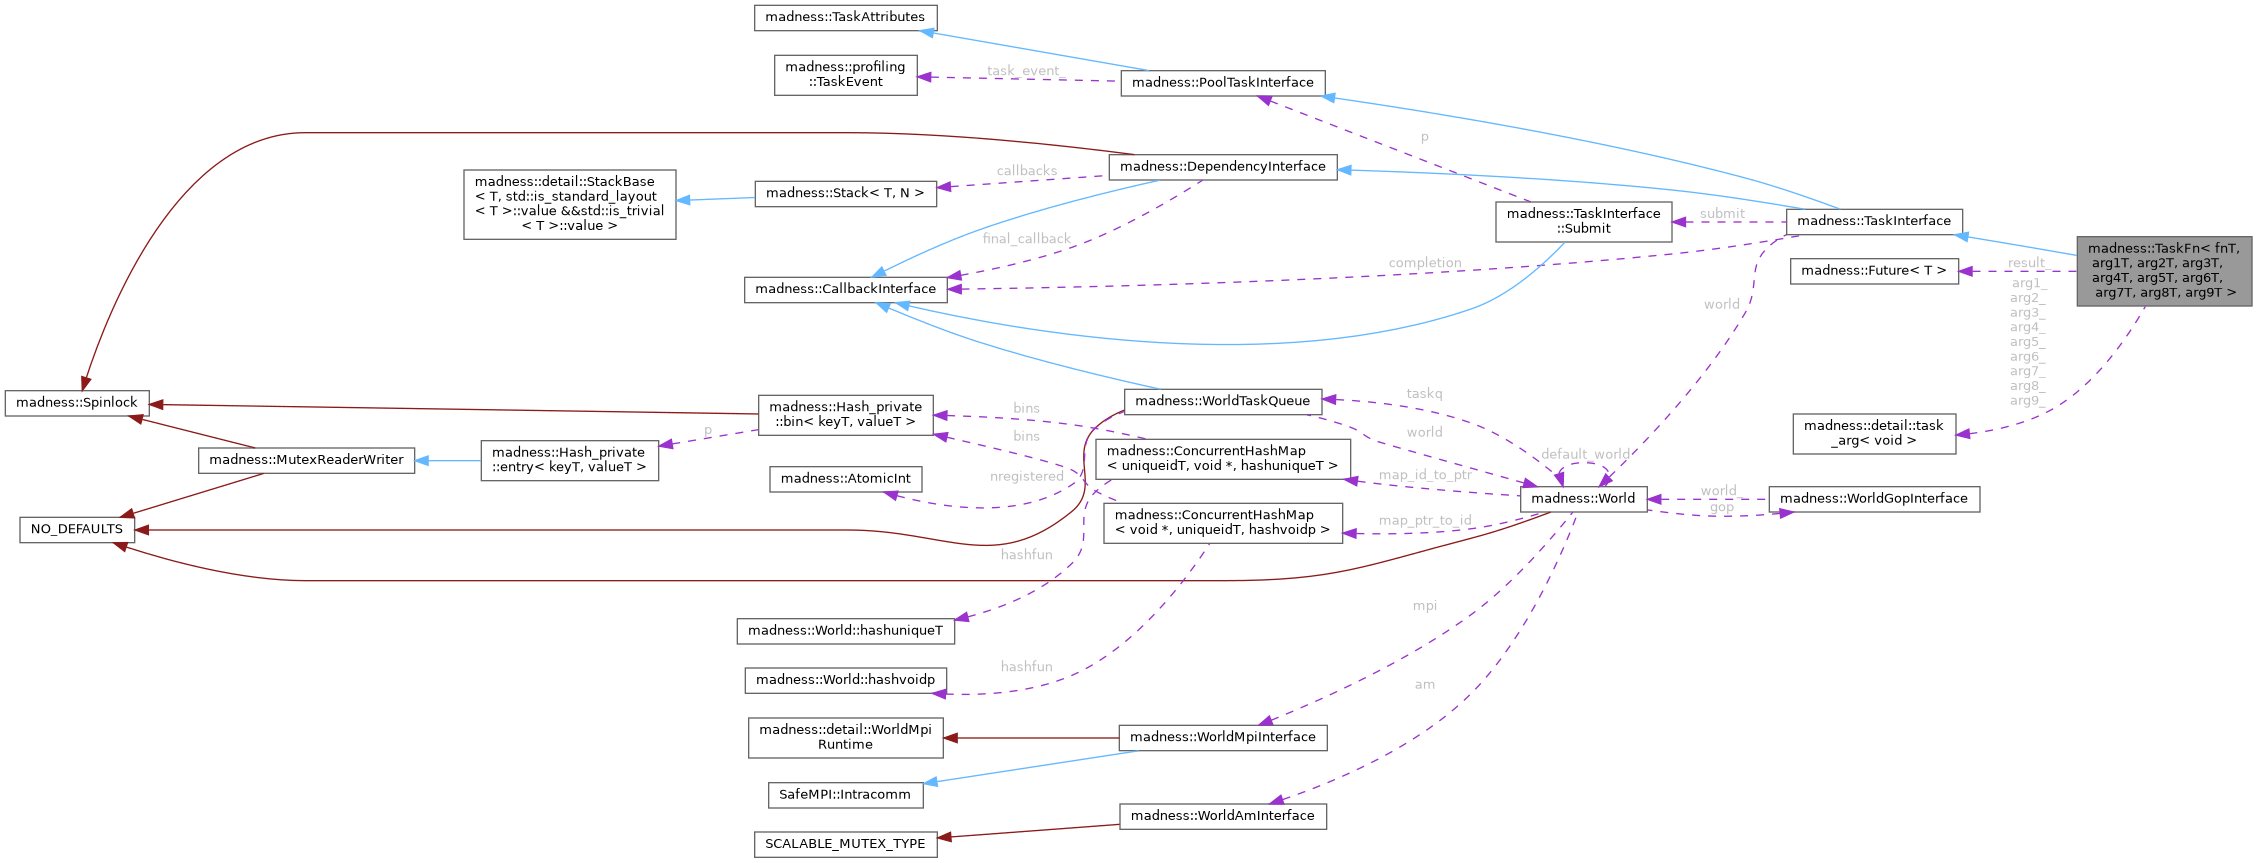 madness::TaskAttributes
madness::profiling
::TaskEvent
task_event_
madness::PoolTaskInterface
p
madness::DependencyInterface
callbacks
madness::detail::StackBase
< T, std::is_standard_layout
< T >::value &&std::is_trivial
< T >::value >
madness::Stack< T, N >
final_callback
madness::CallbackInterface
madness::TaskInterface
::Submit
submit
madness::TaskInterface
completion
world
madness::TaskFn< fnT,
arg1T, arg2T, arg3T,
arg4T, arg5T, arg6T,
arg7T, arg8T, arg9T >
result_
madness::Future< T >
arg1_
arg2_
arg3_
arg4_
arg5_
arg6_
arg7_
arg8_
arg9_
madness::detail::task
_arg< void >
madness::Spinlock
madness::MutexReaderWriter
NO_DEFAULTS
madness::Hash_private
::entry< keyT, valueT >
p
madness::Hash_private
::bin< keyT, valueT >
bins
bins
madness::WorldTaskQueue
taskq
world
madness::AtomicInt
nregistered
madness::ConcurrentHashMap
< uniqueidT, void *, hashuniqueT >
map_id_to_ptr
madness::ConcurrentHashMap
< void *, uniqueidT, hashvoidp >
map_ptr_to_id
default_world
madness::World
world_
gop
madness::WorldGopInterface
hashfun
madness::World::hashuniqueT
hashfun
madness::World::hashvoidp
mpi
am
madness::detail::WorldMpi
Runtime
madness::WorldMpiInterface
SafeMPI::Intracomm
madness::WorldAmInterface
SCALABLE_MUTEX_TYPE